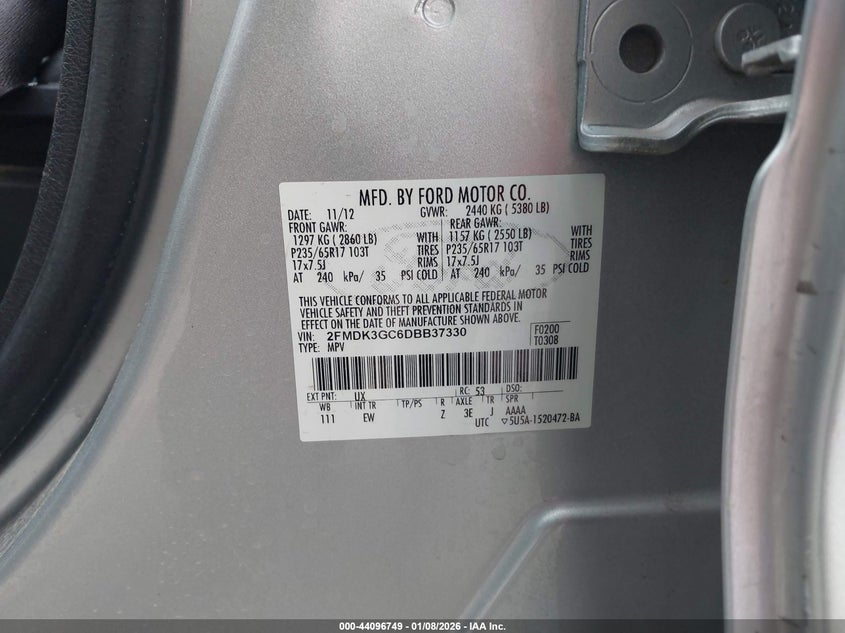 MFD. BY FORD MOTOR CO.
DATE: 11/12 GVWR: 2440 KG ( 5380 LB)
FRONT GAWR: REAR GAWR:
1297 KG ( 2860 LB) WITH 1157 KG ( 2550 LB) WITH
P235/65R17 103T TIRES P235/65R17 103T TIRES
17x7.5J RIMS 17x7.5J RIMS
AT 240 kPa/ 35 PSI COLD AT 240 kPa/ 35 PSI COLD
THIS VEHICLE CONFORMS TO ALL APPLICABLE FEDERAL MOTOR
VEHICLE SAFETY AND THEFT PREVENTION STANDARDS IN
EFFECT ON THE DATE OF MANUFACTURE SHOWN ABOVE.
VIN: 2FMDK3GC6DBB37330 F0200
TYPE: MPV T0308
EXT PNT: UX RC: 53 DSO:
WB INT TR TP/PS R AXLE TR SPR
111 EW Z 3E J AAAA
UTC ▽5U5A-1520472-BA
000-44096749 - 01/08/2026 - IAA Inc.